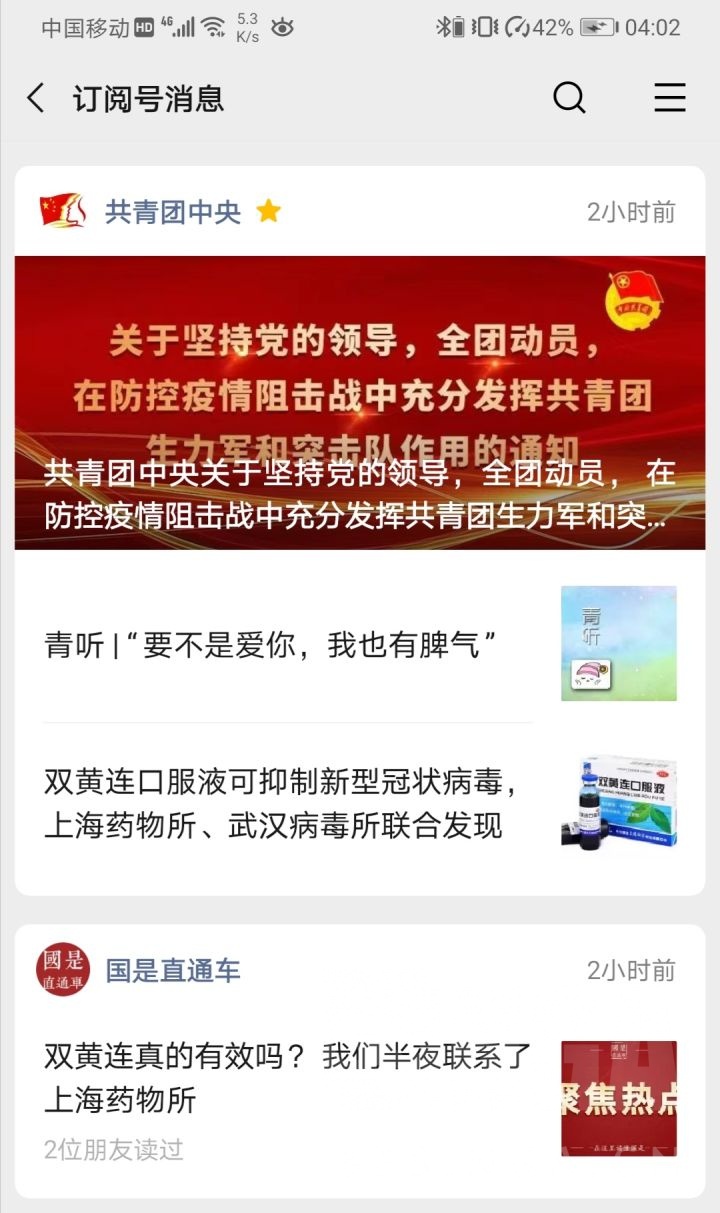 中国移动 HD 4G 5.3 K/s 42% 04:02
订阅号消息
共青团中央 2小时前
关于坚持党的领导，全团动员，
在防控疫情阻击战中充分发挥共青团
生力军和突击队作用的通知
共青团中央关于坚持党的领导，全团动员， 在
防控疫情阻击战中充分发挥共青团生力军和突...
青听 | “要不是爱你，我也有脾气”
青听
双黄连口服液可抑制新型冠状病毒，
上海药物所、武汉病毒所联合发现
双黄连口服液
國是
直通車
国是直通车 2小时前
双黄连真的有效吗？ 我们半夜联系了
上海药物所
聚焦热点
2位朋友读过